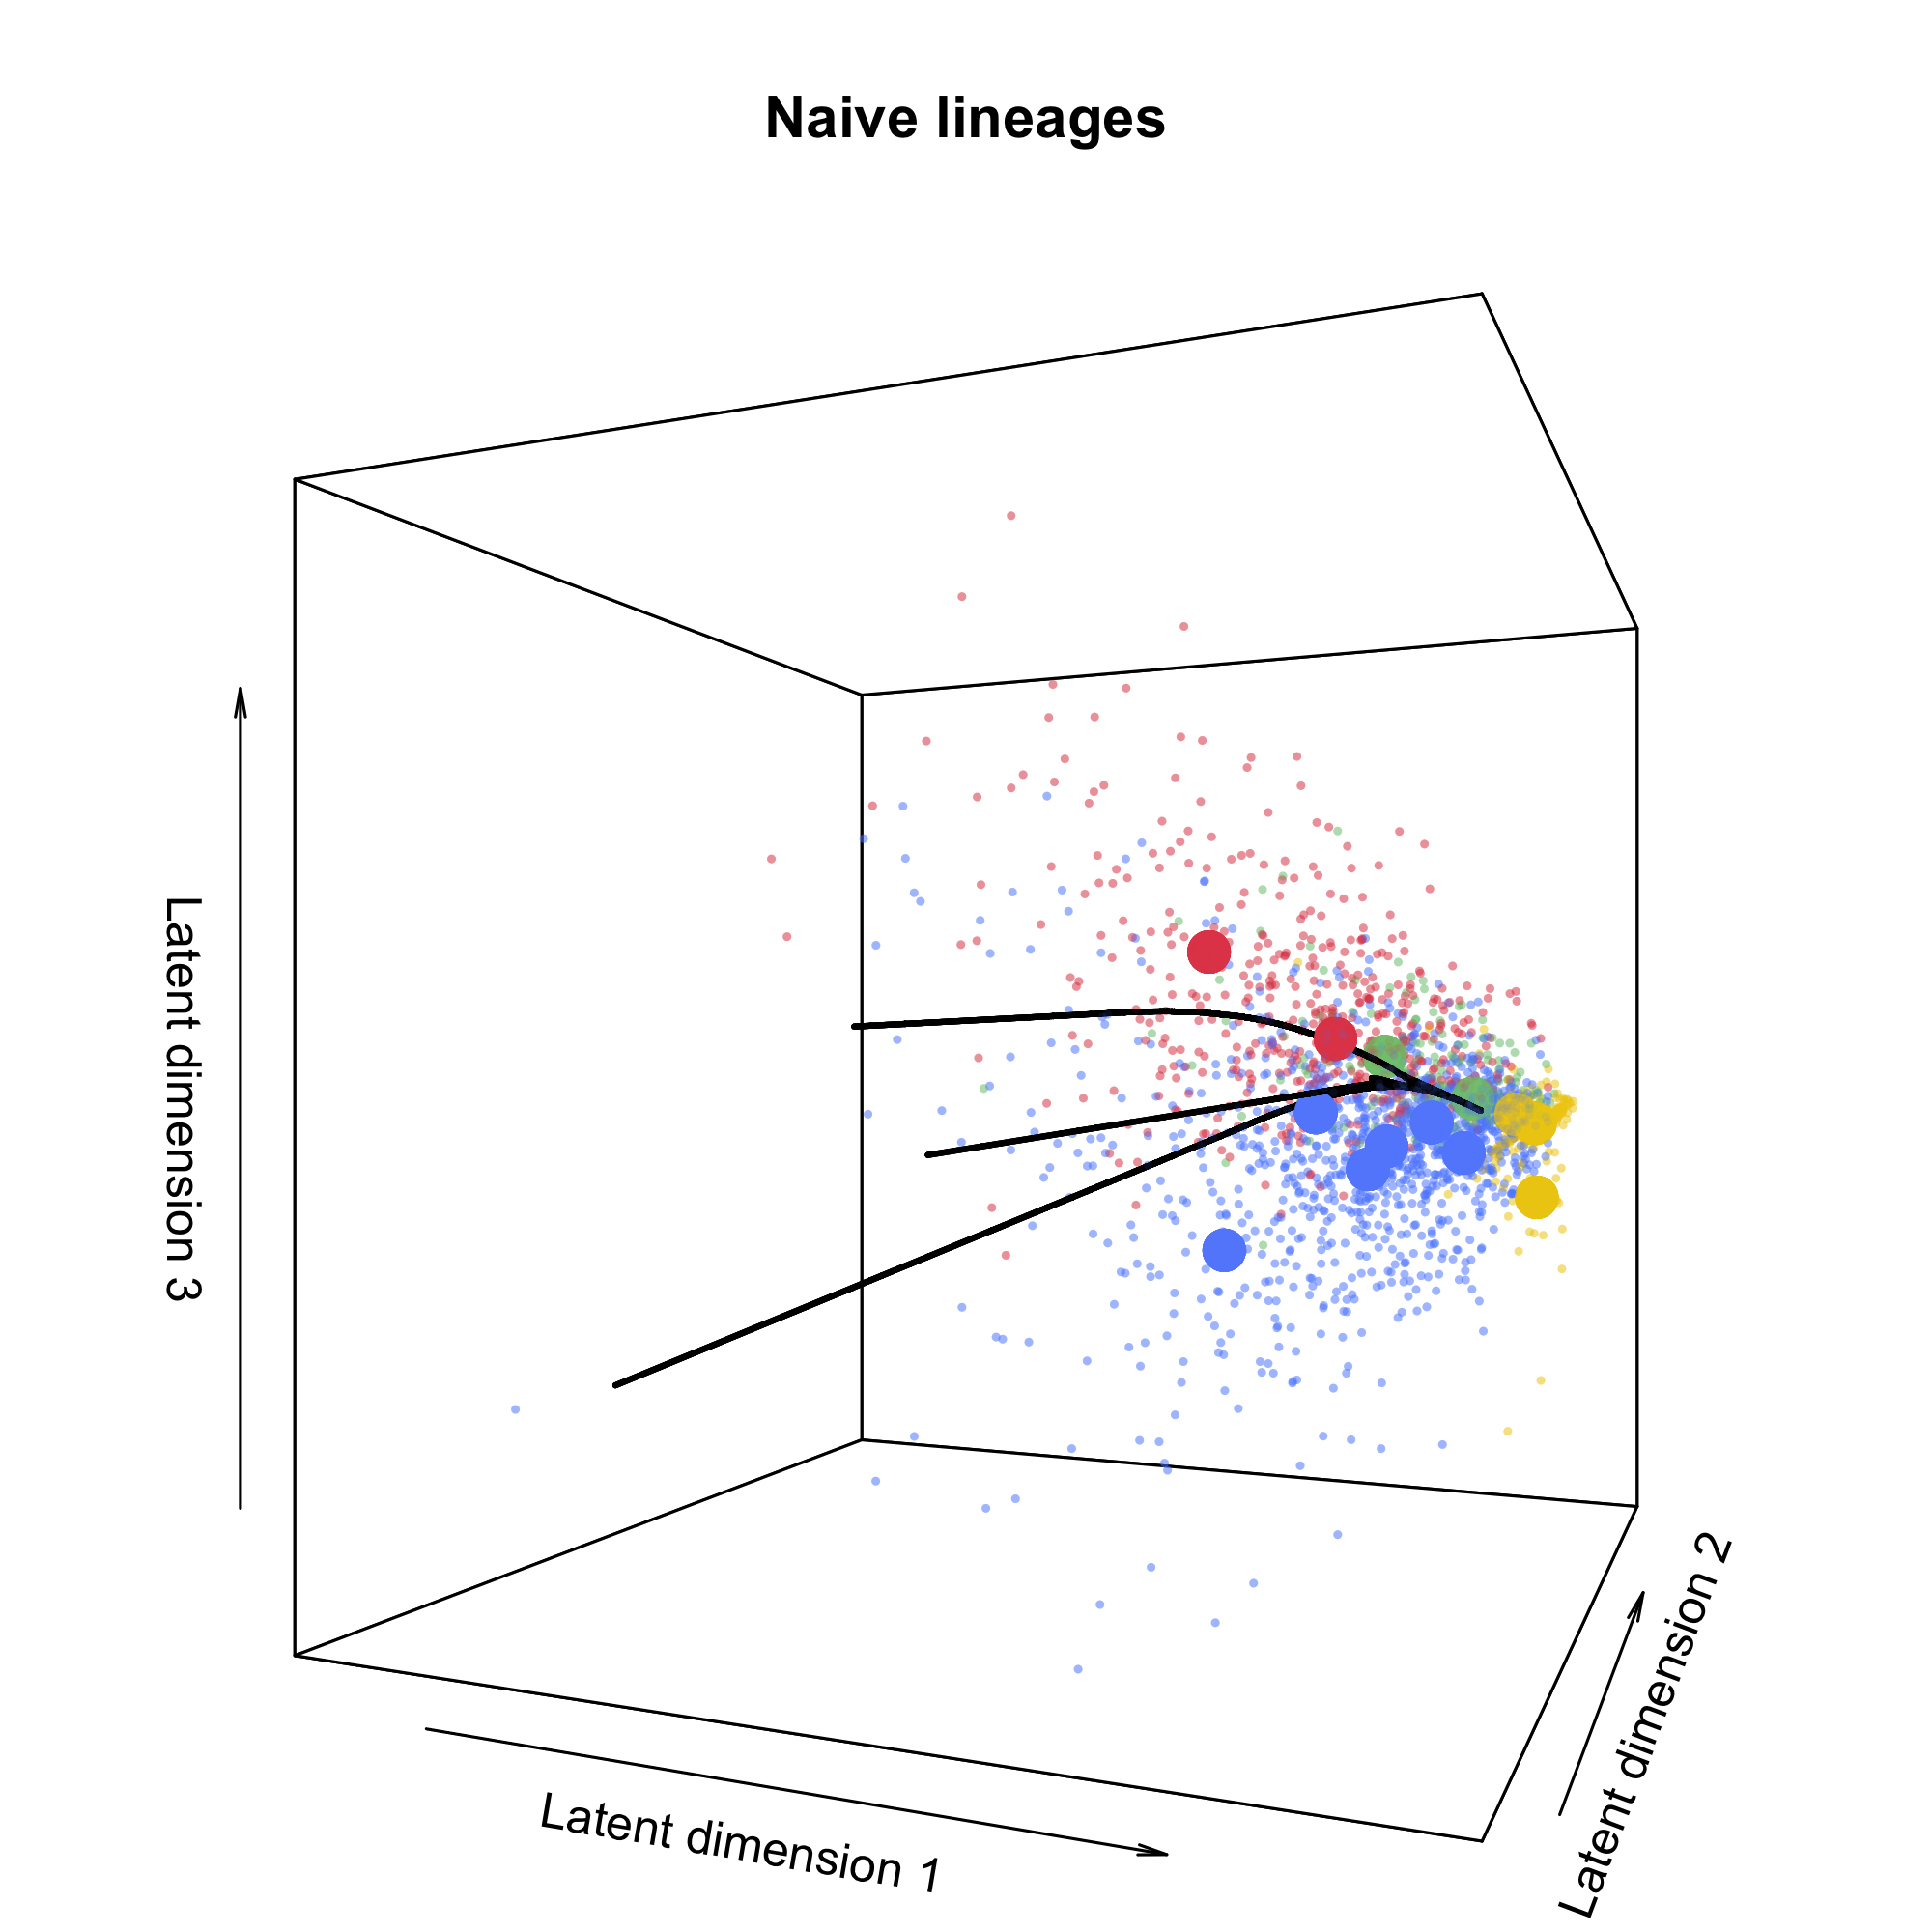 Naive lineages
Latent dimension 3
Latent dimension 2
Latent dimension 1